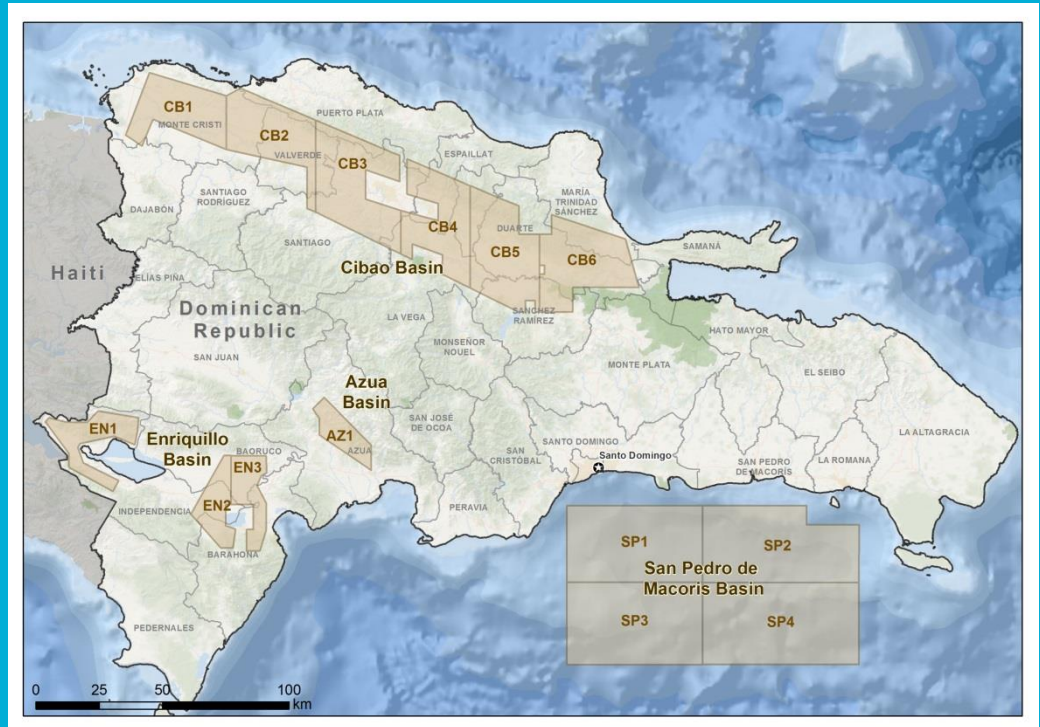 CB1
MONTE CRISTI
CB2
PUERTO PLATA
VALVERDE
CB3
ESPAILLAT
DAJABÓN
SANTIAGO
RODRÍGUEZ
MARÍA
TRINIDAD
SÁNCHEZ
SANTIAGO
CB4
DUARTE
CB5
CB6
SAMANÁ
Haiti
ELÍAS PIÑA
Cibao Basin
Dominican
Republic
LA VEGA
SANCHEZ
RAMÍREZ
HATO MAYOR
SAN JUAN
MONSEÑOR
NOUEL
MONTE PLATA
EL SEIBO
Azua
Basin
EN1
Enriquillo
Basin
AZ1
AZUA
SAN JOSÉ
DE OCOA
SAN
CRISTÓBAL
SANTO DOMINGO
Santo Domingo
LA ALTAGRACIA
BAORUCO
EN3
SAN PEDRO
DE MACORÍS
LA ROMANA
INDEPENDENCIA
EN2
PERAVIA
BARAHONA
SP1
SP2
San Pedro de
Macoris Basin
SP3
SP4
PEDERNALES
0 25 50 100
km